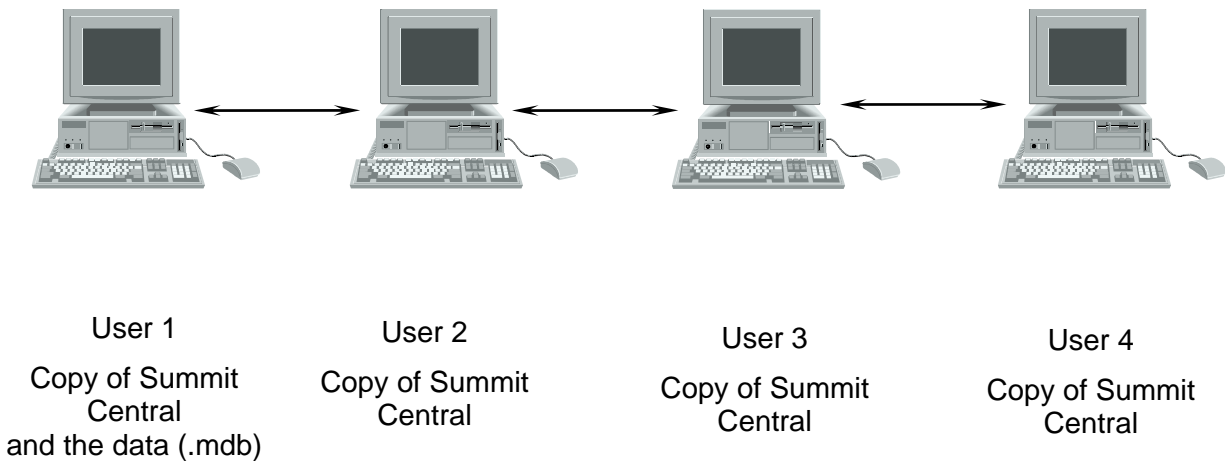 User 1
Copy of Summit
Central
and the data (.mdb)
User 2
Copy of Summit
Central
User 3
Copy of Summit
Central
User 4
Copy of Summit
Central